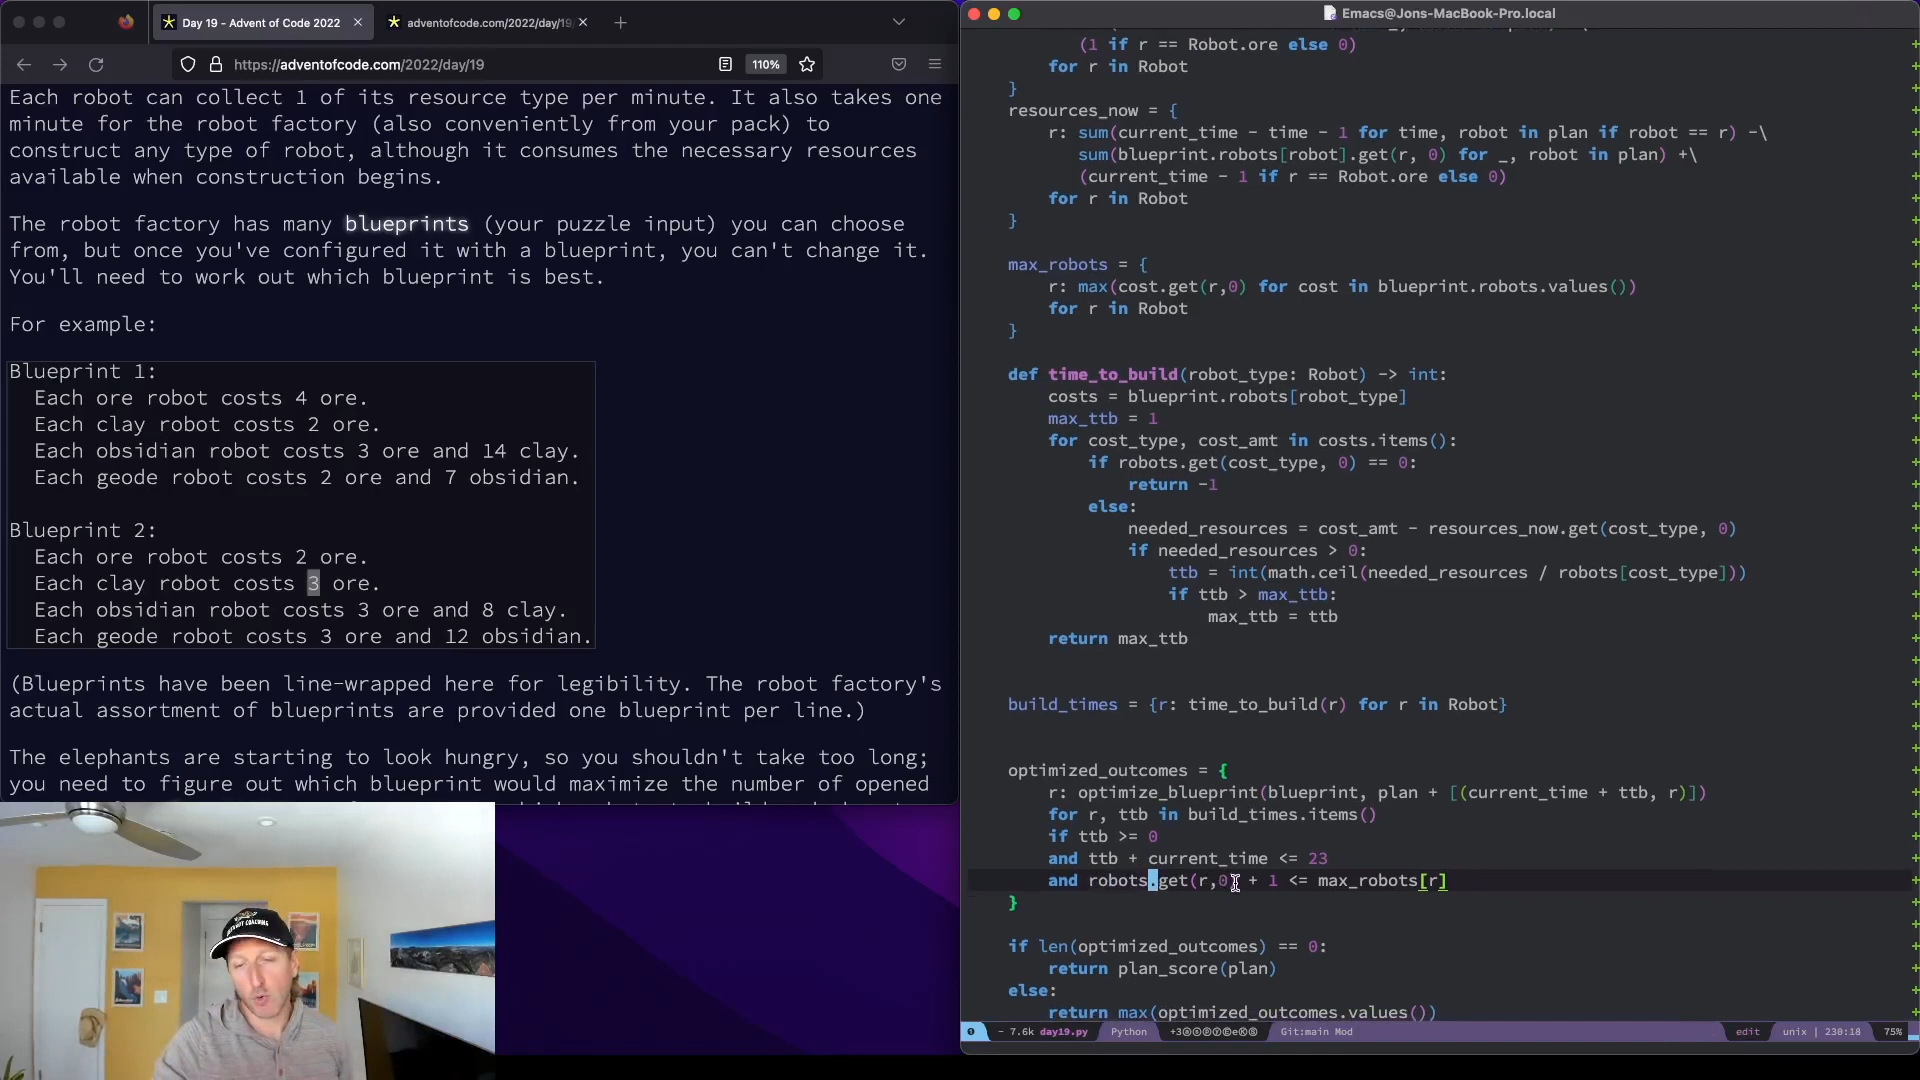 Day 19 - Advent of Code 2022
adventofcode.com/2022/day/19
https://adventofcode.com/2022/day/19
110%
Each robot can collect 1 of its resource type per minute. It also takes one
minute for the robot factory (also conveniently from your pack) to
construct any type of robot, although it consumes the necessary resources
available when construction begins.
The robot factory has many blueprints (your puzzle input) you can choose
from, but once you've configured it with a blueprint, you can't change it.
You'll need to work out which blueprint is best.
For example:
Blueprint 1:
Each ore robot costs 4 ore.
Each clay robot costs 2 ore.
Each obsidian robot costs 3 ore and 14 clay.
Each geode robot costs 2 ore and 7 obsidian.
Blueprint 2:
Each ore robot costs 2 ore.
Each clay robot costs 3 ore.
Each obsidian robot costs 3 ore and 8 clay.
Each geode robot costs 3 ore and 12 obsidian.
(Blueprints have been line-wrapped here for legibility. The robot factory's
actual assortment of blueprints are provided one blueprint per line.)
The elephants are starting to look hungry, so you shouldn't take too long;
you need to figure out which blueprint would maximize the number of opened
Emacs@Jons-MacBook-Pro.local
(1 if r == Robot.ore else 0)
for r in Robot
}
resources_now = {
r: sum(current_time - time - 1 for time, robot in plan if robot == r) -\
sum(blueprint.robots[robot].get(r, 0) for _, robot in plan) +\
(current_time - 1 if r == Robot.ore else 0)
for r in Robot
}
max_robots = {
r: max(cost.get(r,0) for cost in blueprint.robots.values())
for r in Robot
}
def time_to_build(robot_type: Robot) -> int:
costs = blueprint.robots[robot_type]
max_ttb = 1
for cost_type, cost_amt in costs.items():
if robots.get(cost_type, 0) == 0:
return -1
else:
needed_resources = cost_amt - resources_now.get(cost_type, 0)
if needed_resources > 0:
ttb = int(math.ceil(needed_resources / robots[cost_type]))
if ttb > max_ttb:
max_ttb = ttb
return max_ttb
build_times = {r: time_to_build(r) for r in Robot}
optimized_outcomes = {
r: optimize_blueprint(blueprint, plan + [(current_time + ttb, r)])
for r, ttb in build_times.items()
if ttb >= 0
and ttb + current_time <= 23
and robots.get(r,0) + 1 <= max_robots[r]
}
if len(optimized_outcomes) == 0:
return plan_score(plan)
else:
return max(optimized_outcomes.values())
- 7.6k day19.py Python Git:main Mod edit unix | 230:18 75%